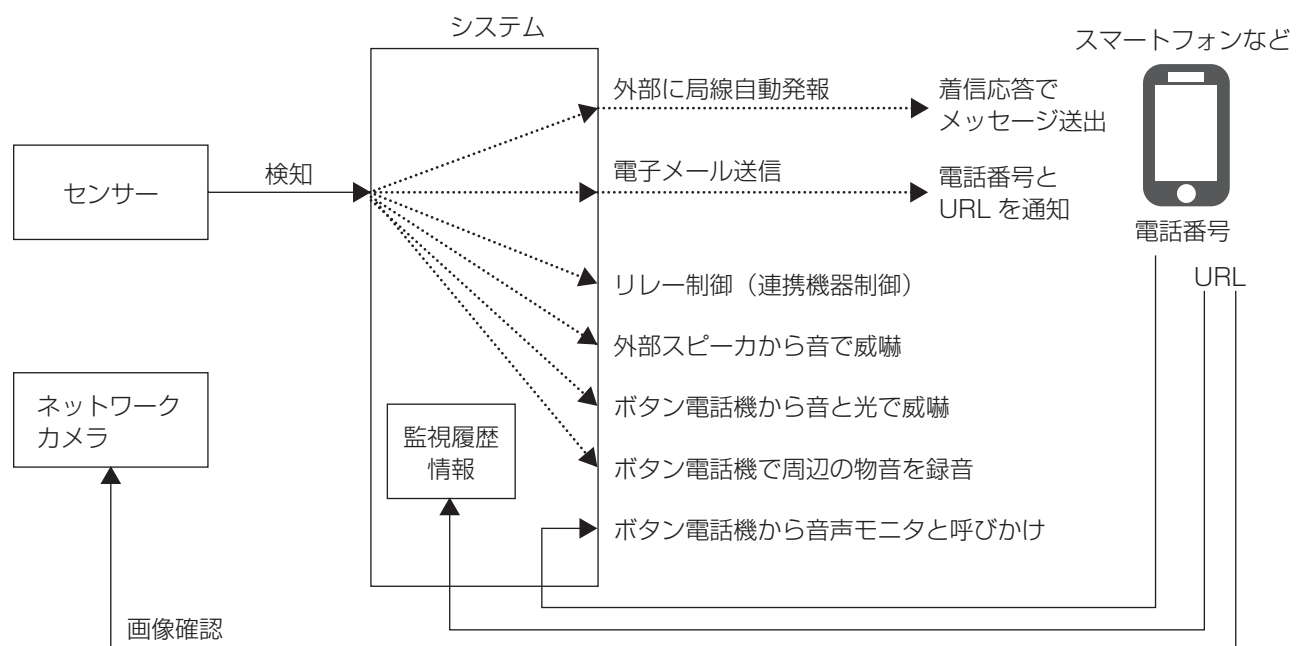 システム
スマートフォンなど
外部に局線自動発報
着信応答で
メッセージ送出
センサー
検知
電子メール送信
電話番号と
URL を通知
電話番号
URL
リレー制御（連携機器制御）
外部スピーカから音で威嚇
ネットワーク
カメラ
ボタン電話機から音と光で威嚇
監視履歴
情報
ボタン電話機で周辺の物音を録音
ボタン電話機から音声モニタと呼びかけ
画像確認